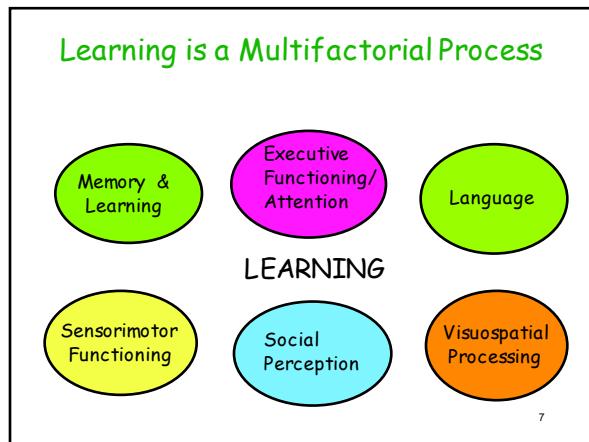 Learning is a Multifactorial Process
Memory &
Learning
Executive
Functioning/
Attention
Language
LEARNING
Sensorimotor
Functioning
Social
Perception
Visuospatial
Processing
7